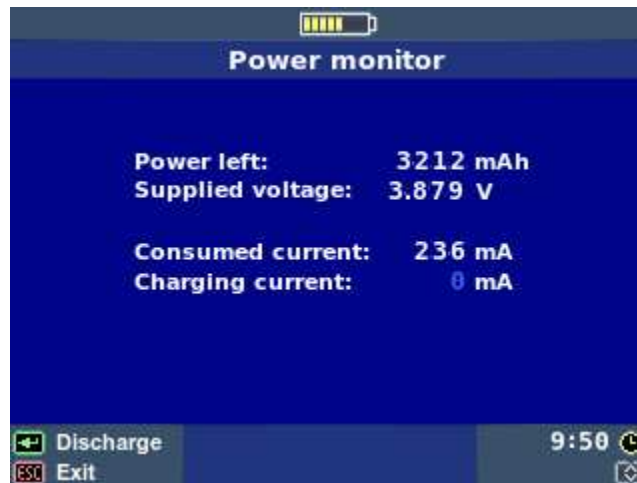 Power monitor
Power left: 3212 mAh
Supplied voltage: 3.879 V
Consumed current: 236 mA
Charging current: 0 mA
Discharge 9:50
ESC Exit